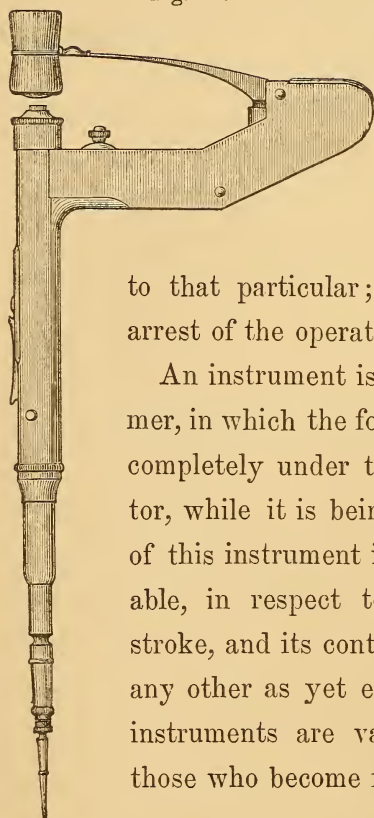 to that particular;
arrest of the operat
An instrument is
mer, in which the fo
completely under t
tor, while it is bein
of this instrument i
able, in respect t
stroke, and its cont
any other as yet e
instruments are va
those who become